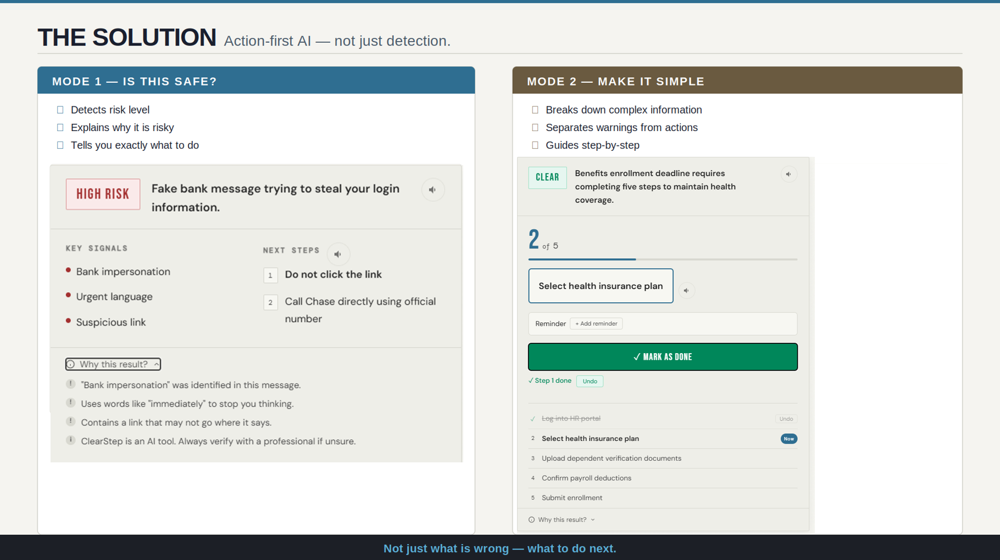 THE SOLUTION Action-first AI — not just detection.
MODE 1 — IS THIS SAFE?
Detects risk level
Explains why it is risky
Tells you exactly what to do
HIGH RISK
Fake bank message trying to steal your login
information.
KEY SIGNALS
Bank impersonation
Urgent language
Suspicious link
NEXT STEPS
1 Do not click the link
2 Call Chase directly using official
number
Why this result?
"Bank impersonation" was identified in this message.
Uses words like "immediately" to stop you thinking.
Contains a link that may not go where it says.
ClearStep is an AI tool. Always verify with a professional if unsure.
MODE 2 — MAKE IT SIMPLE
Breaks down complex information
Separates warnings from actions
Guides step-by-step
CLEAR
Benefits enrollment deadline requires
completing five steps to maintain health
coverage.
2 of 5
Select health insurance plan
Reminder + Add reminder
✓ MARK AS DONE
✓ Step 1 done Undo
✓ Log into HR portal Undo
2 Select health insurance plan Now
3 Upload dependent verification documents
4 Confirm payroll deductions
5 Submit enrollment
Why this result?
Not just what is wrong — what to do next.